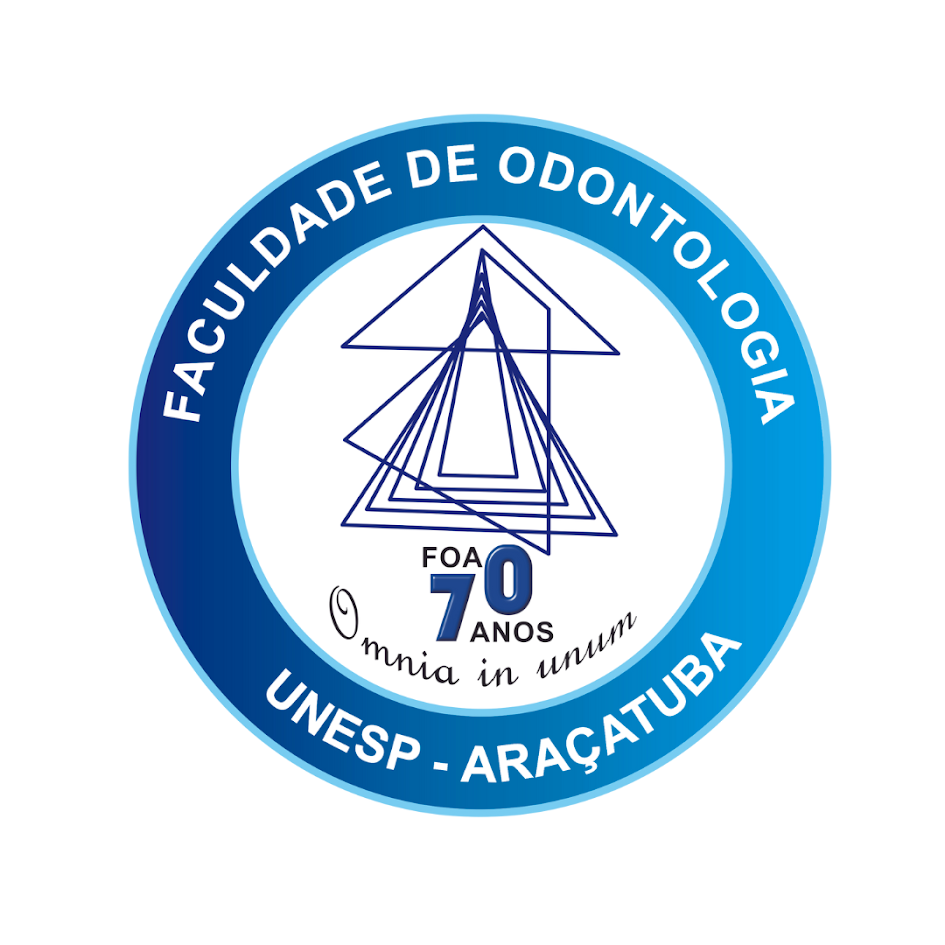 FACULDADE DE ODONTOLOGIA
FOA
70
ANOS
Omnia in unum
UNESP - ARAÇATUBA